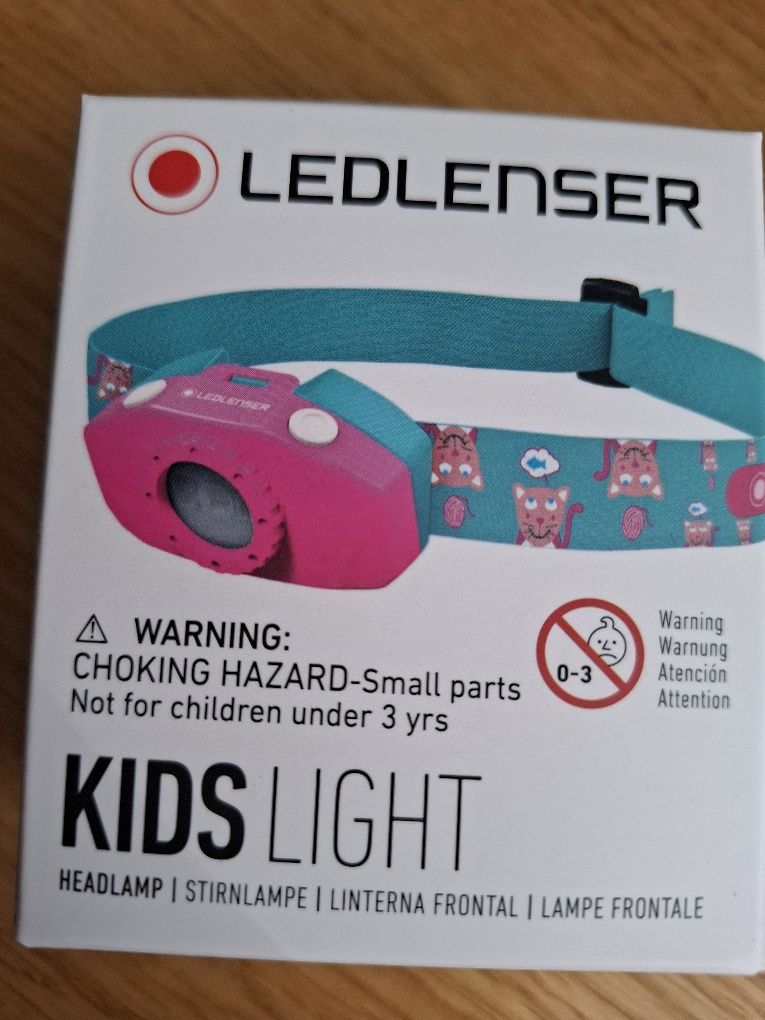 LEDLENSER
LEDLENSER
WARNING:
CHOKING HAZARD-Small parts
Not for children under 3 yrs
0-3
Warning
Warnung
Atención
Attention
KIDS LIGHT
HEADLAMP | STIRNLAMPE | LINTERNA FRONTAL | LAMPE FRONTALE